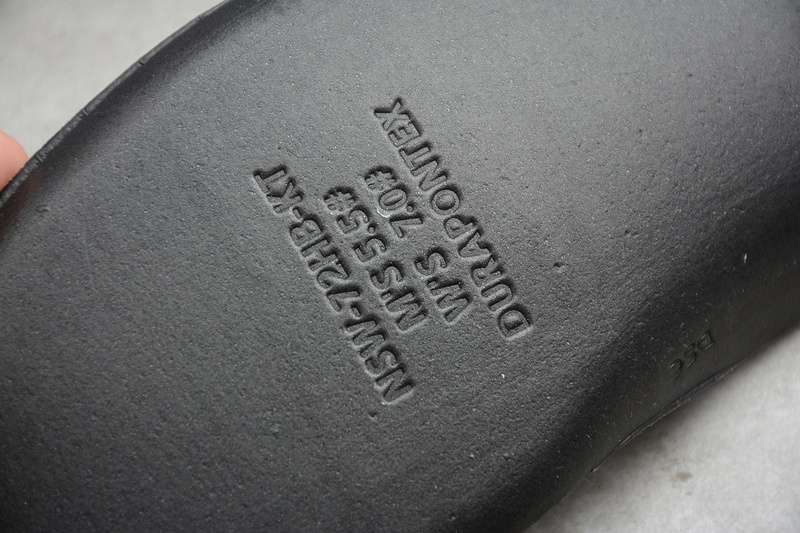 NSW-72HB-KT
M'S 5.5#
W'S 7.0#
DURAPONTEX